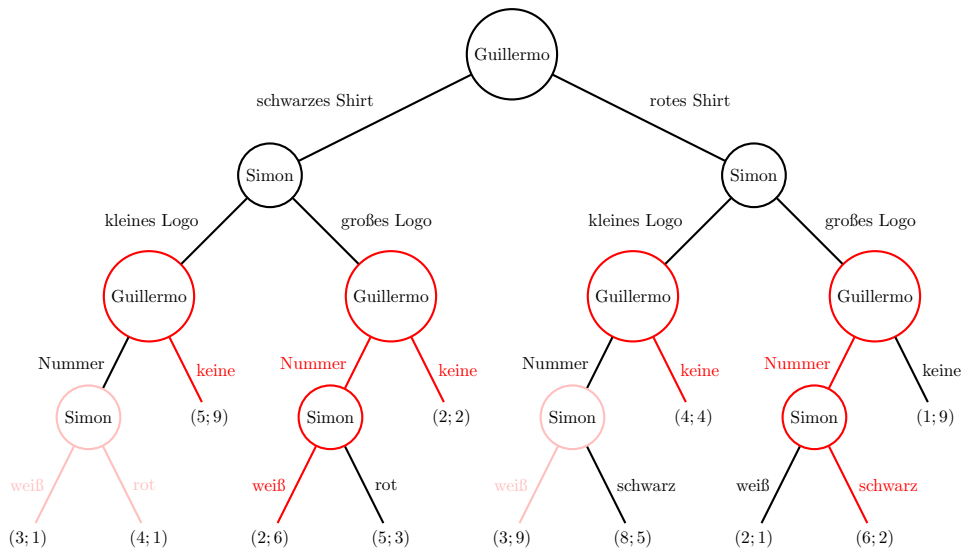 Guillermo
schwarzes Shirt
rotes Shirt
Simon
Simon
kleines Logo
großes Logo
kleines Logo
großes Logo
Guillermo
Guillermo
Guillermo
Guillermo
Nummer
keine
Nummer
keine
Nummer
keine
Nummer
keine
Simon
(5; 9)
Simon
(2; 2)
Simon
(4; 4)
Simon
(1; 9)
weiß
rot
weiß
rot
weiß
schwarz
weiß
schwarz
(3; 1)
(4; 1)
(2; 6)
(5; 3)
(3; 9)
(8; 5)
(2; 1)
(6; 2)